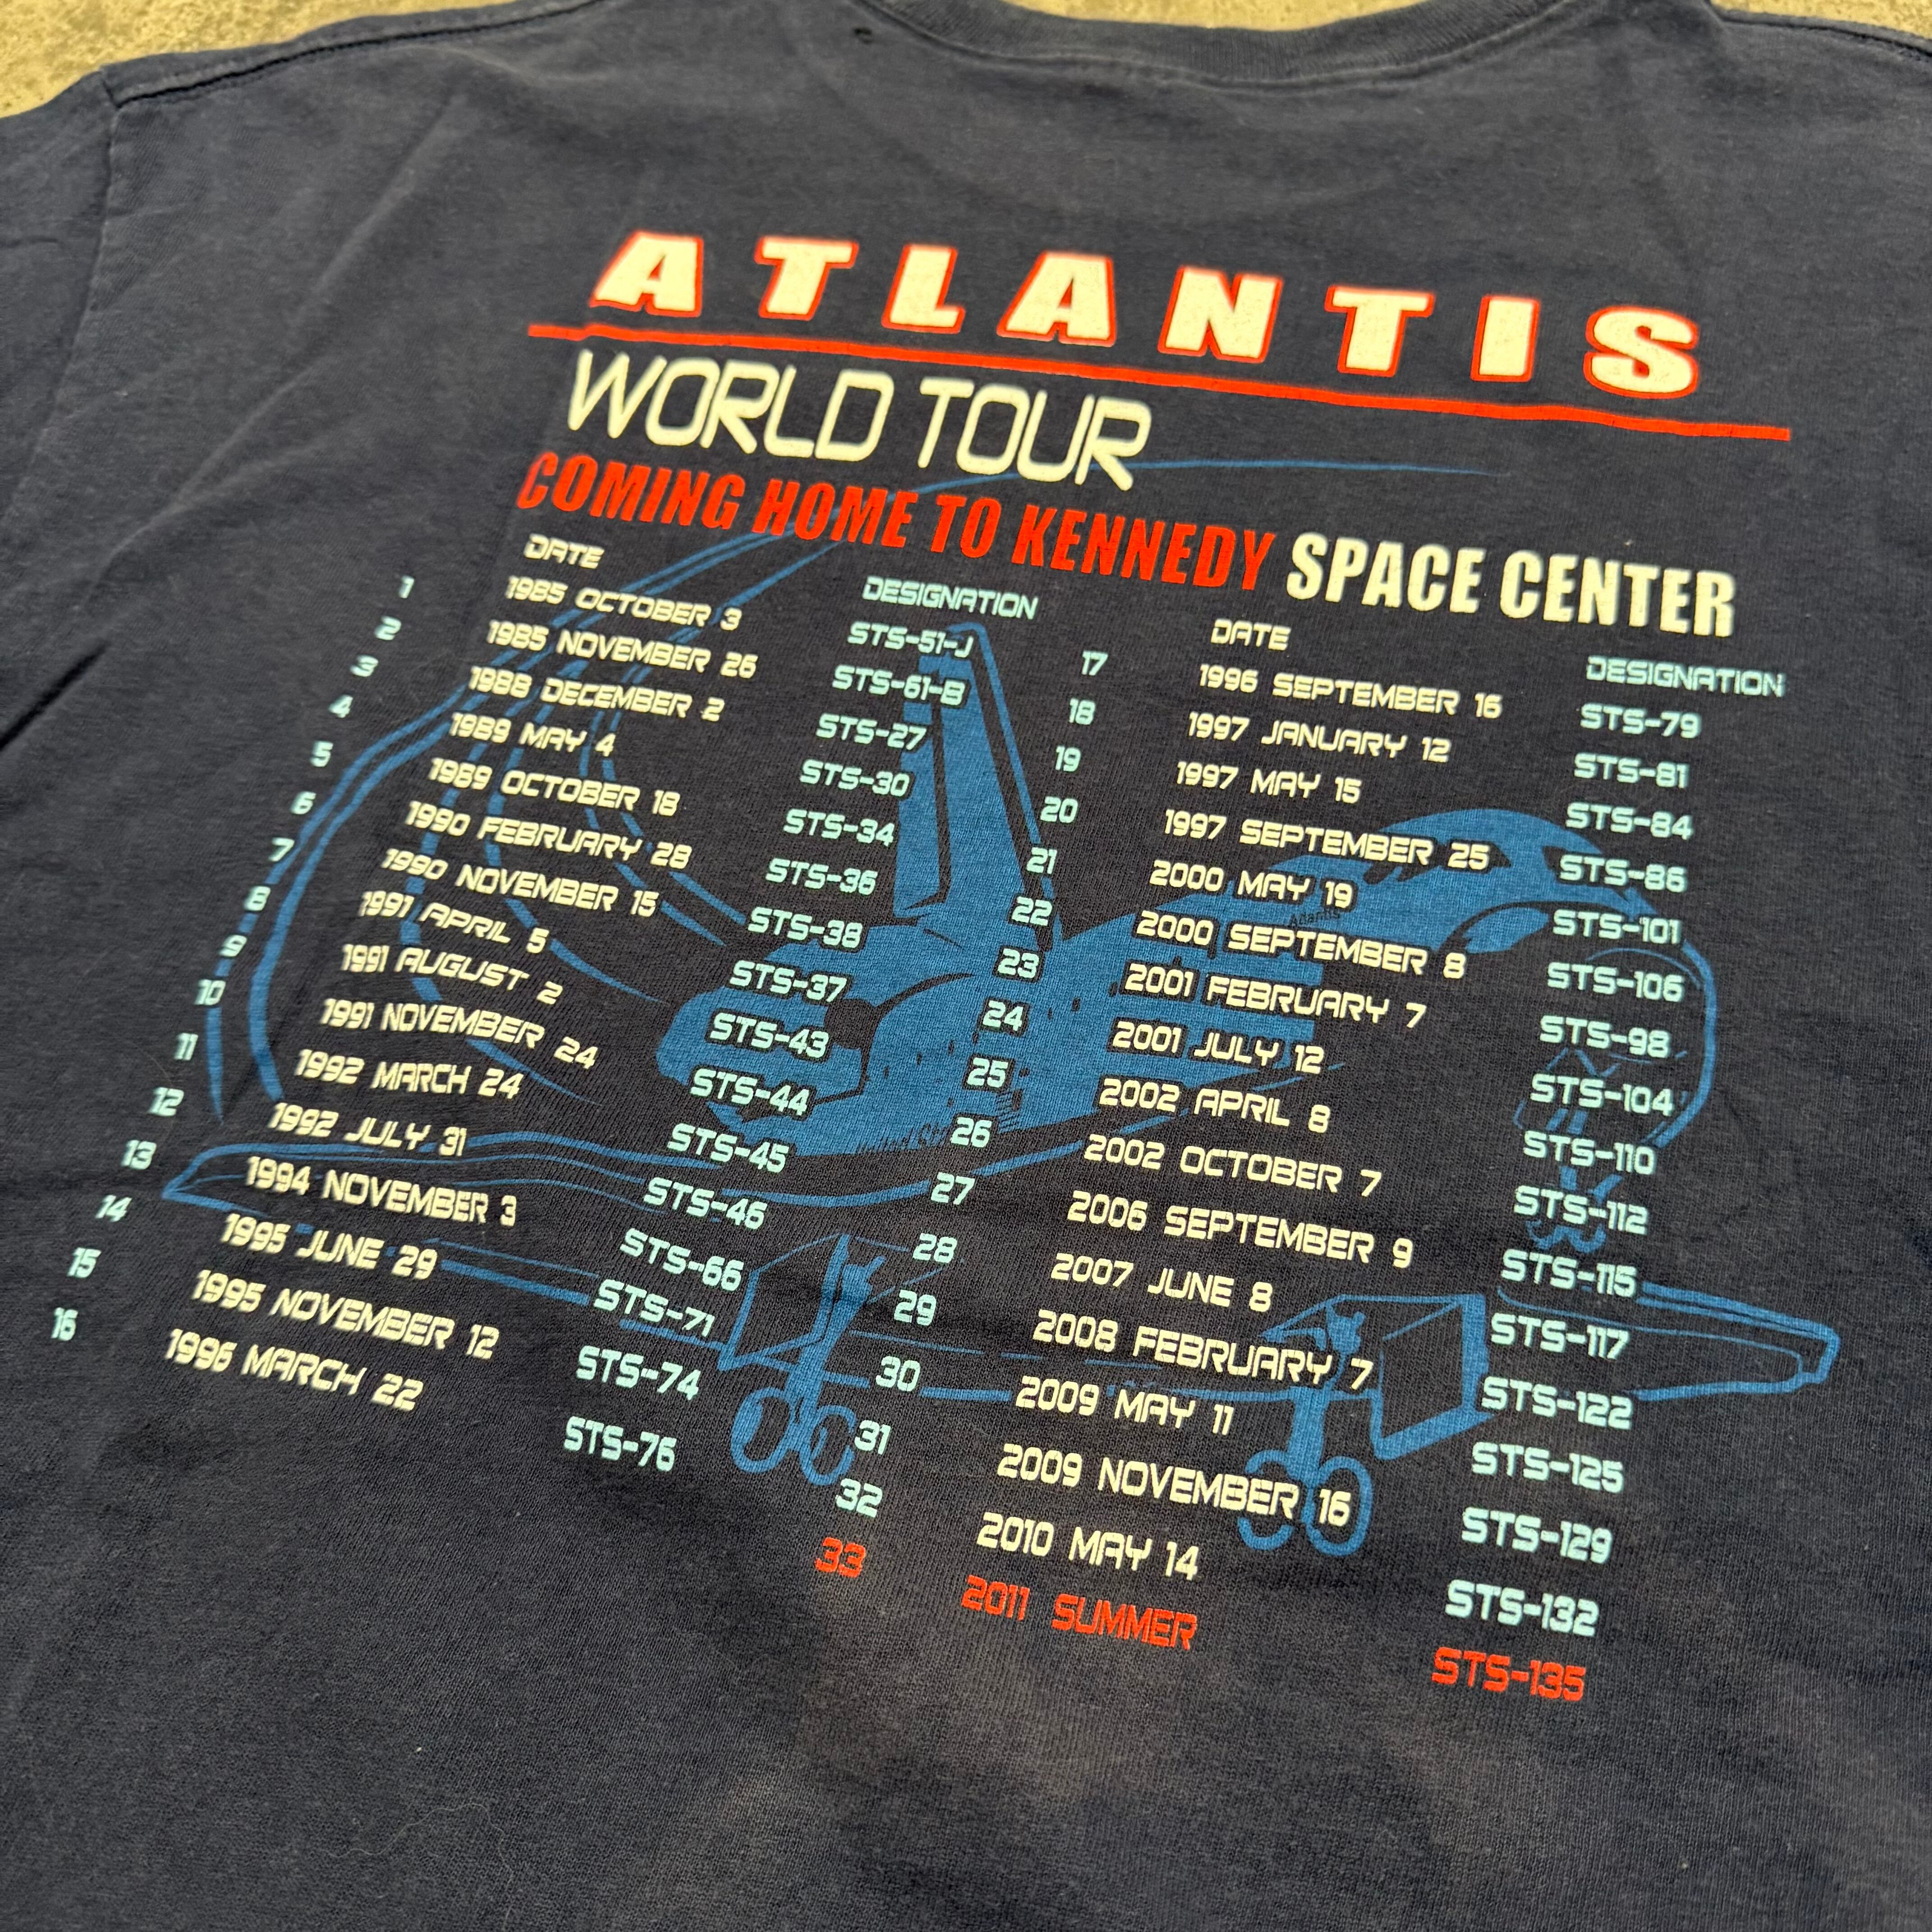 ATLANTIS
WORLD TOUR
COMING HOME TO KENNEDY SPACE CENTER
DATE DESIGNATION
1 1985 OCTOBER 3 STS-51-J
2 1985 NOVEMBER 26 STS-61-B
3 1988 DECEMBER 2 STS-27
4 1989 MAY 4 STS-30
5 1989 OCTOBER 18 STS-34
6 1990 FEBRUARY 28 STS-36
7 1990 NOVEMBER 15 STS-38
8 1991 APRIL 5 STS-37
9 1991 AUGUST 2 STS-43
10 1991 NOVEMBER 24 STS-44
11 1992 MARCH 24 STS-45
12 1992 JULY 31 STS-46
13 1994 NOVEMBER 3 STS-66
14 1995 JUNE 29 STS-71
15 1995 NOVEMBER 12 STS-74
16 1996 MARCH 22 STS-76
DATE DESIGNATION
17 1996 SEPTEMBER 16 STS-79
18 1997 JANUARY 12 STS-81
19 1997 MAY 15 STS-84
20 1997 SEPTEMBER 25 STS-86
21 2000 MAY 19 STS-101
22 2000 SEPTEMBER 8 STS-106
23 2001 FEBRUARY 7 STS-98
24 2001 JULY 12 STS-104
25 2002 APRIL 8 STS-110
26 2002 OCTOBER 7 STS-112
27 2006 SEPTEMBER 9 STS-115
28 2007 JUNE 8 STS-117
29 2008 FEBRUARY 7 STS-122
30 2009 MAY 11 STS-125
31 2009 NOVEMBER 16 STS-129
32 2010 MAY 14 STS-132
33 2011 SUMMER STS-135
Atlantis